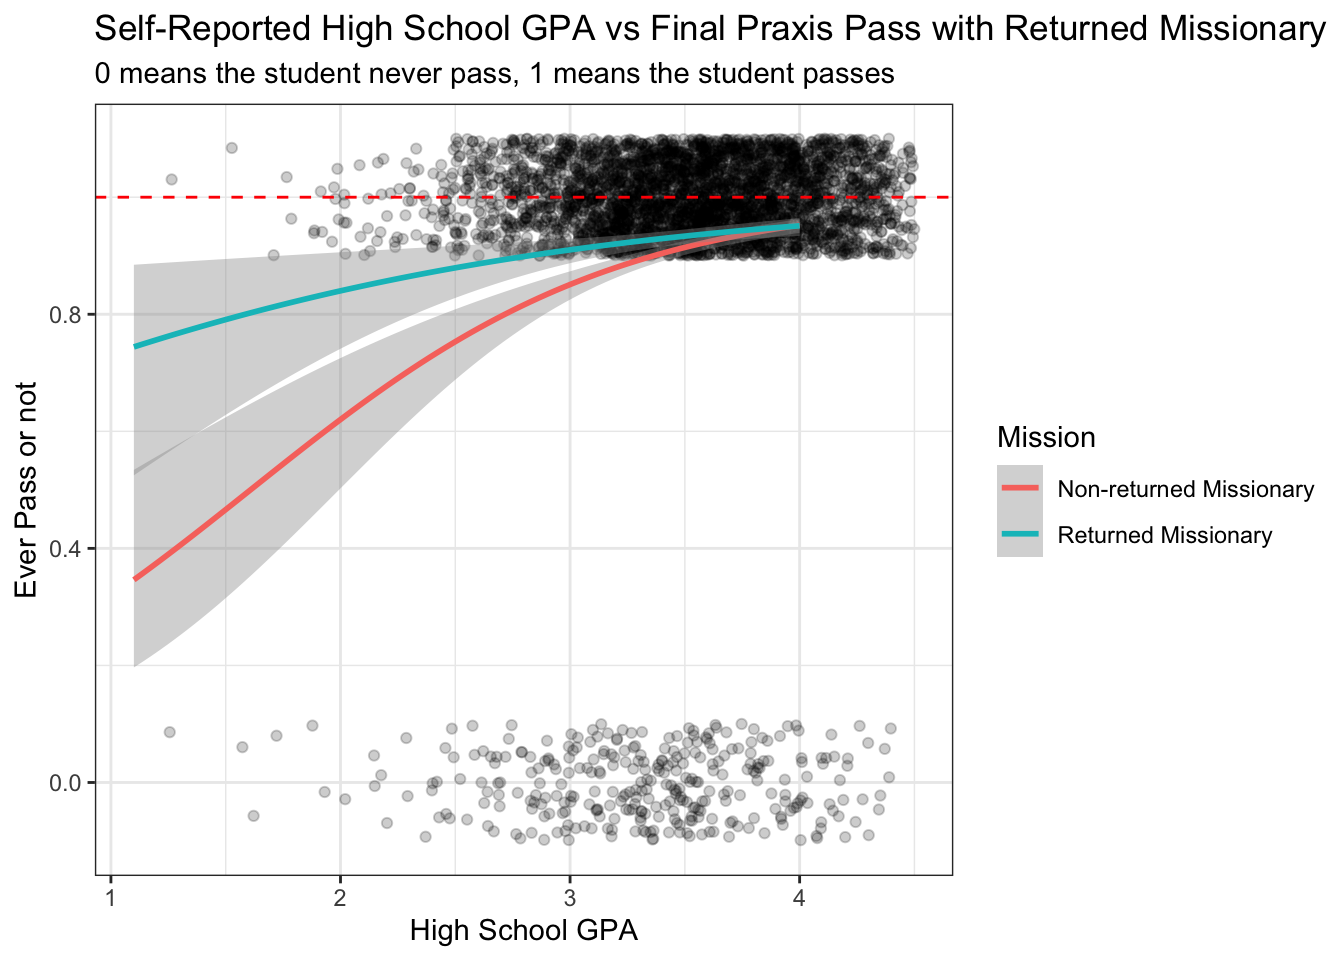 Self-Reported High School GPA vs Final Praxis Pass with Returned Missionary
0 means the student never pass, 1 means the student passes
Ever Pass or not
0.8
0.4
0.0
1 2 3 4
High School GPA
Mission
Non-returned Missionary
Returned Missionary